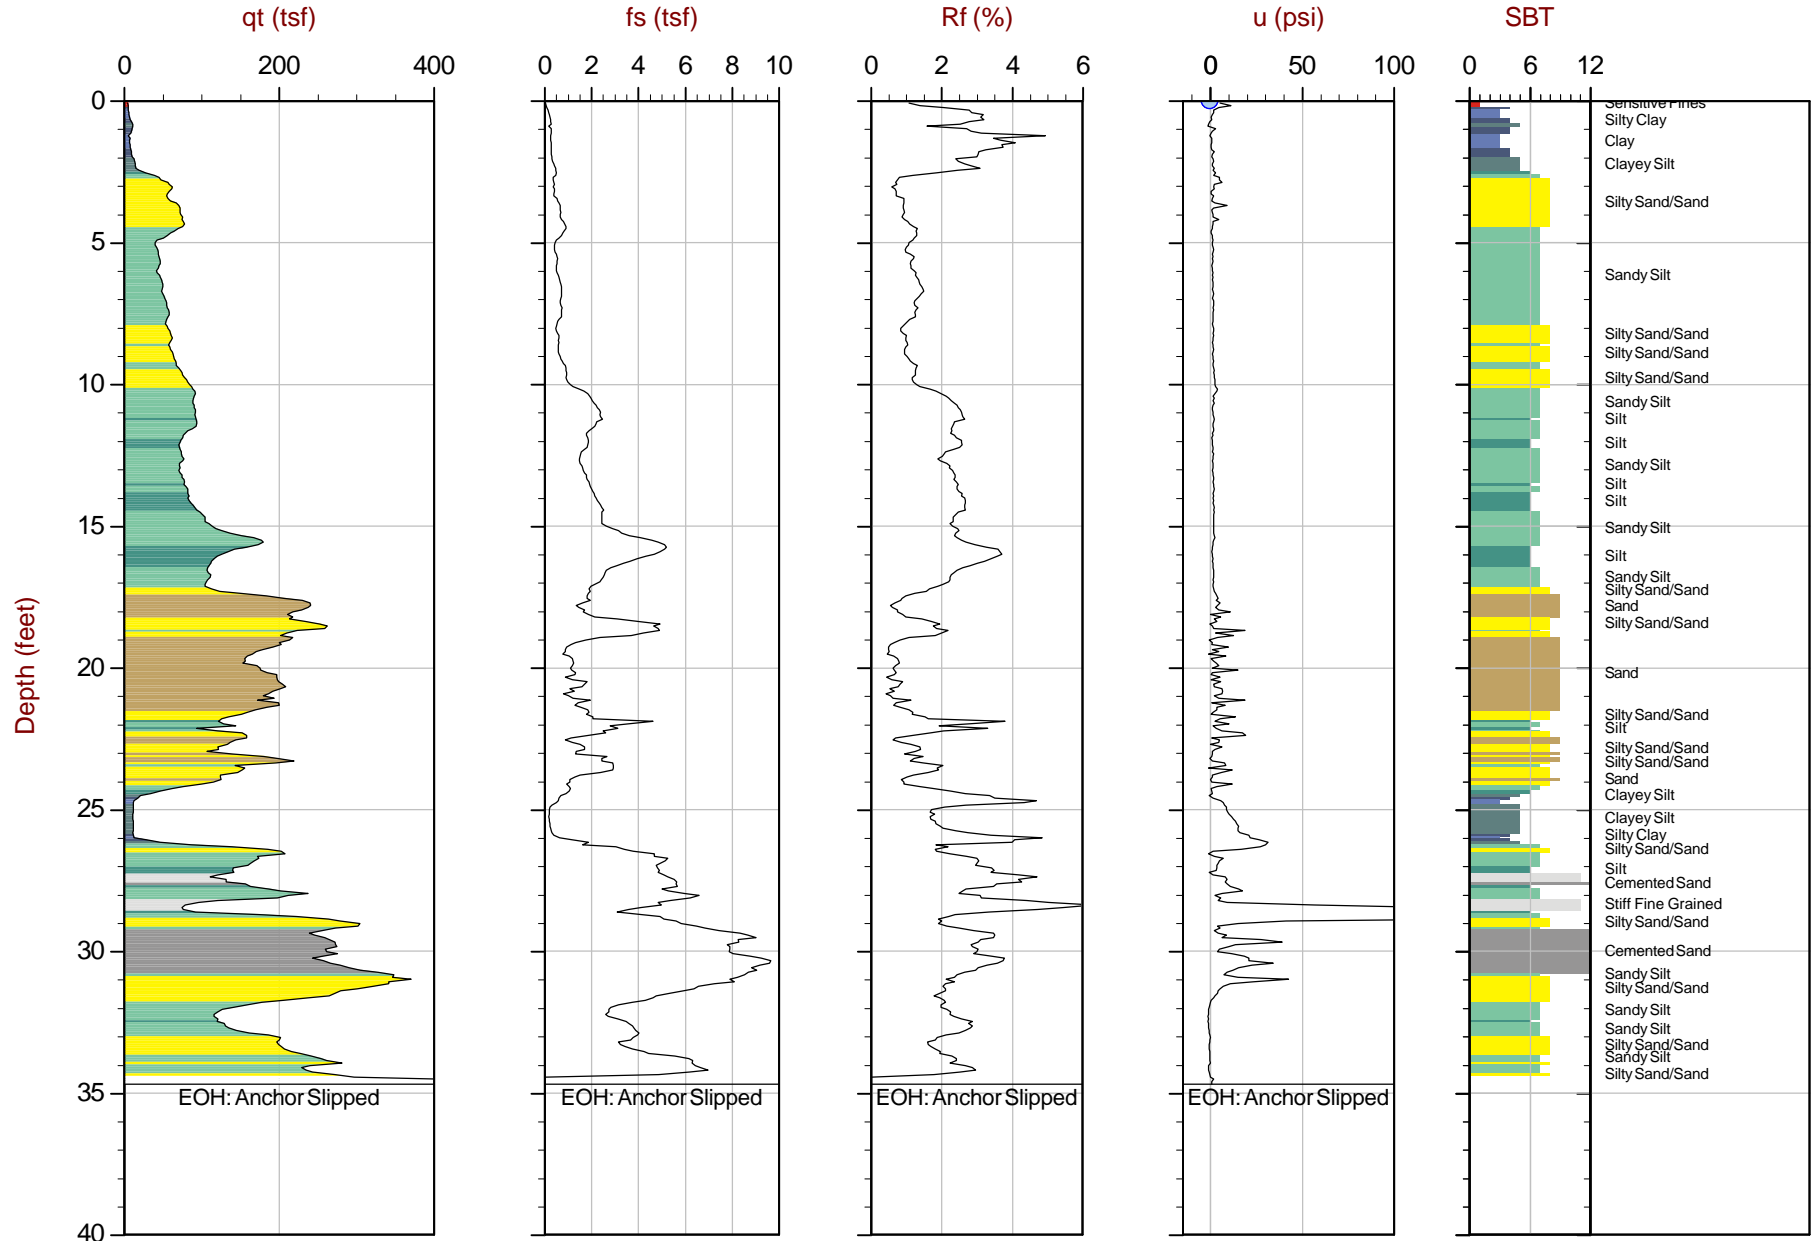 qt (tsf) fs (tsf) Rf (%) u (psi) SBT
0 200 400 0 2 4 6 8 10 0 2 4 6 0 50 100 0 6 12
0
Sensitive Fines
Silty Clay
Clay
Clayey Silt
Silty Sand/Sand
5
Sandy Silt
Silty Sand/Sand
Silty Sand/Sand
Silty Sand/Sand
10
Sandy Silt
Silt
Silt
Sandy Silt
Silt
Silt
15
Sandy Silt
Silt
Sandy Silt
Silty Sand/Sand
Sand
Silty Sand/Sand
20
Sand
Depth (feet)
Silty Sand/Sand
Silt
Silty Sand/Sand
Silty Sand/Sand
Sand
Clayey Silt
25
Clayey Silt
Silty Clay
Silty Sand/Sand
Silt
Cemented Sand
Stiff Fine Grained
Silty Sand/Sand
30
Cemented Sand
Sandy Silt
Silty Sand/Sand
Sandy Silt
Sandy Silt
Silty Sand/Sand
Sandy Silt
Silty Sand/Sand
35
EOH: Anchor Slipped EOH: Anchor Slipped EOH: Anchor Slipped EOH: Anchor Slipped
40